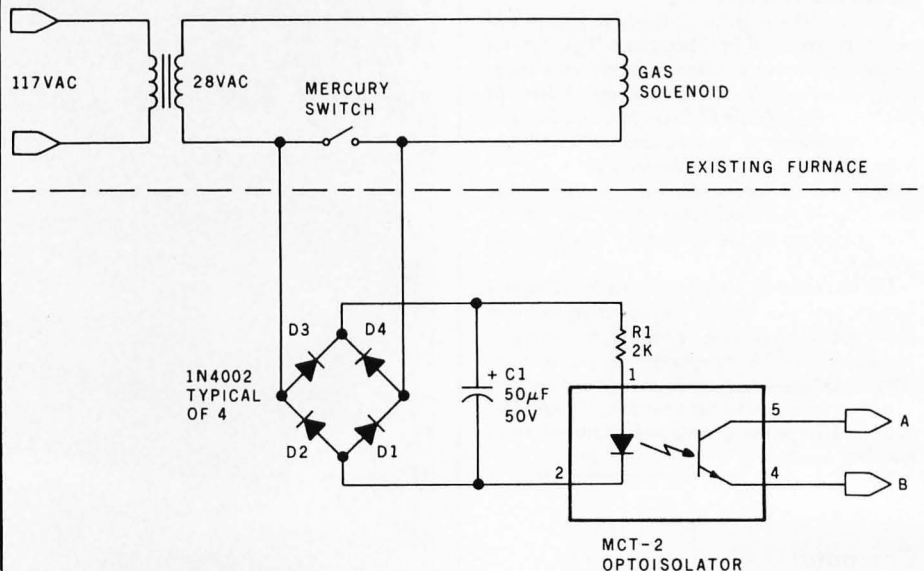 117VAC
28VAC
MERCURY
SWITCH
GAS
SOLENOID
EXISTING FURNACE
D3
D4
1N4002
TYPICAL
OF 4
D2
D1
+ C1
50μF
50V
R1
2K
1
2
5
4
A
B
MCT-2
OPTOISOLATOR